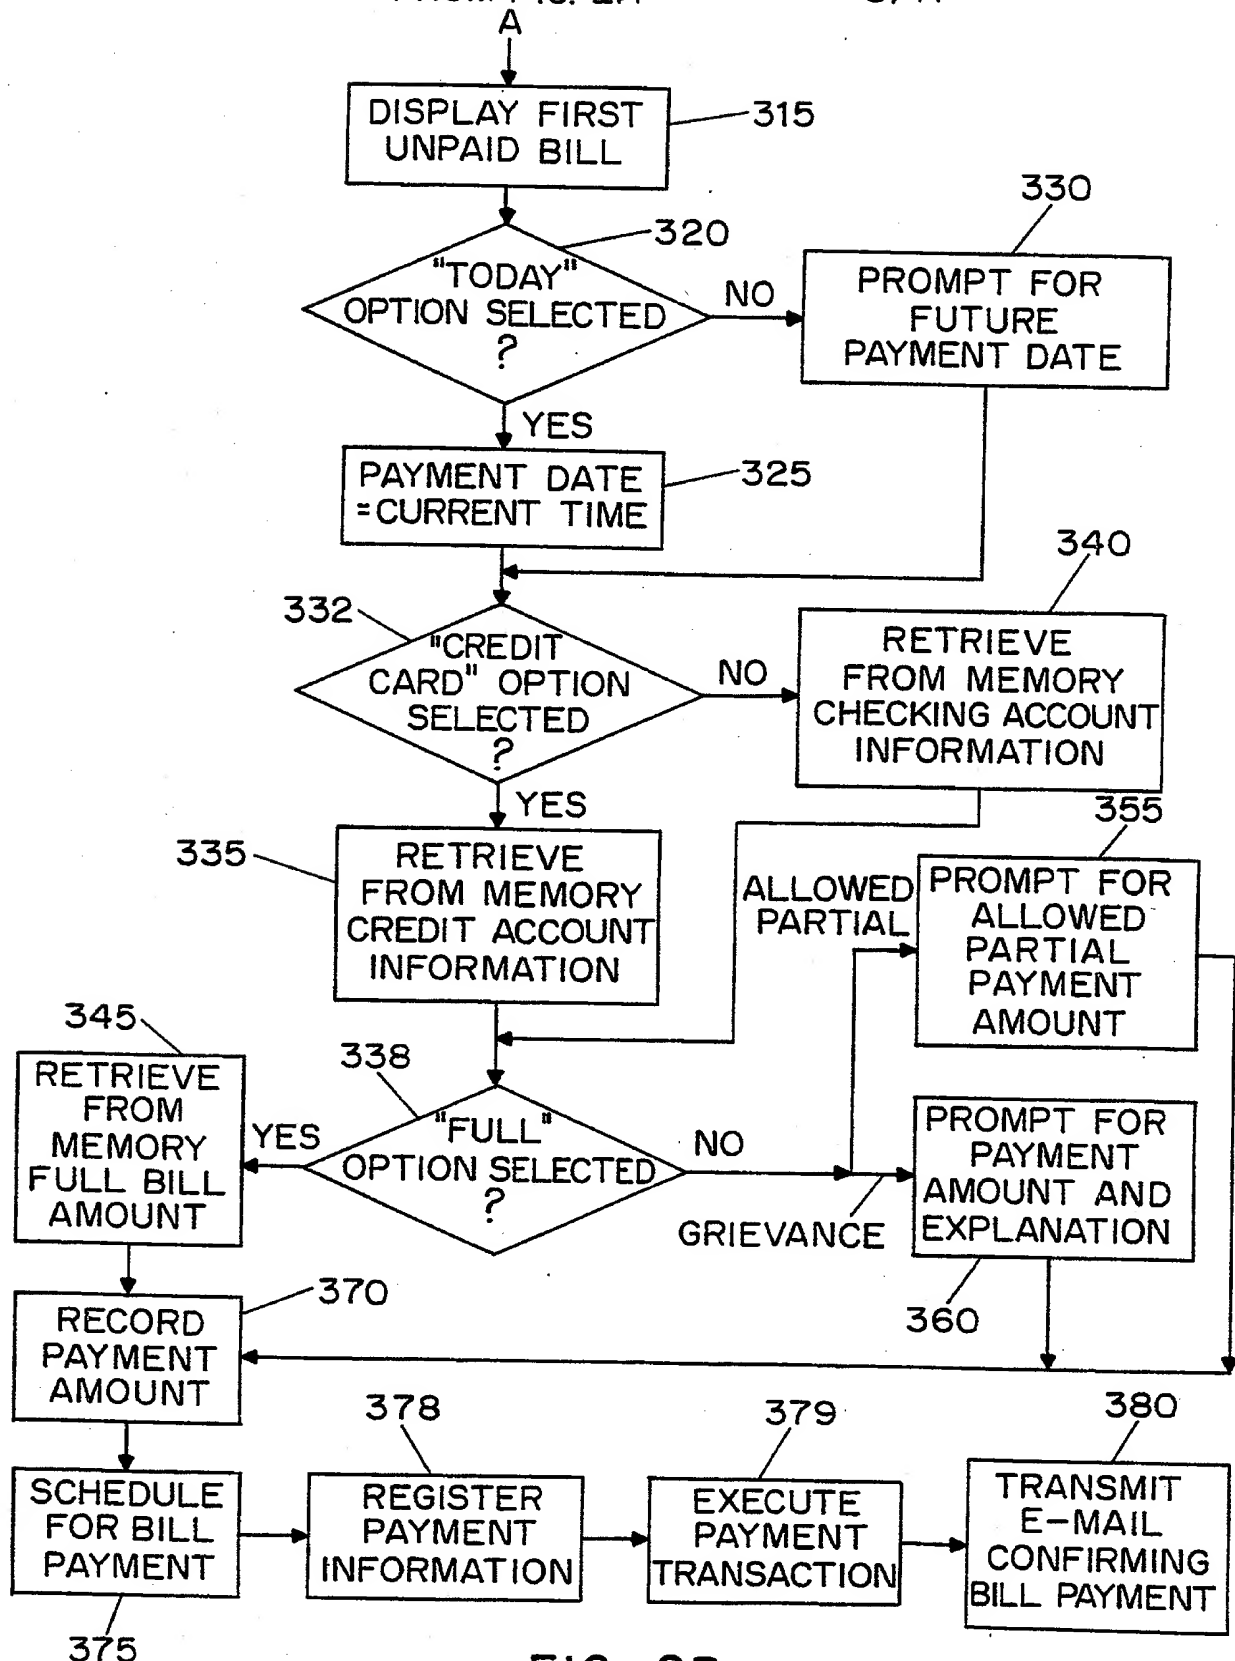 A
DISPLAY FIRST
UNPAID BILL
315
320
"TODAY"
OPTION SELECTED
?
NO
330
PROMPT FOR
FUTURE
PAYMENT DATE
YES
PAYMENT DATE
=CURRENT TIME
325
332
"CREDIT
CARD" OPTION
SELECTED
?
NO
340
RETRIEVE
FROM MEMORY
CHECKING ACCOUNT
INFORMATION
YES
335
RETRIEVE
FROM MEMORY
CREDIT ACCOUNT
INFORMATION
ALLOWED
PARTIAL
355
PROMPT FOR
ALLOWED
PARTIAL
PAYMENT
AMOUNT
345
RETRIEVE
FROM
MEMORY
FULL BILL
AMOUNT
YES
338
"FULL"
OPTION SELECTED
?
NO
GRIEVANCE
PROMPT FOR
PAYMENT
AMOUNT AND
EXPLANATION
360
370
RECORD
PAYMENT
AMOUNT
SCHEDULE
FOR BILL
PAYMENT
375
378
REGISTER
PAYMENT
INFORMATION
379
EXECUTE
PAYMENT
TRANSACTION
380
TRANSMIT
E-MAIL
CONFIRMING
BILL PAYMENT